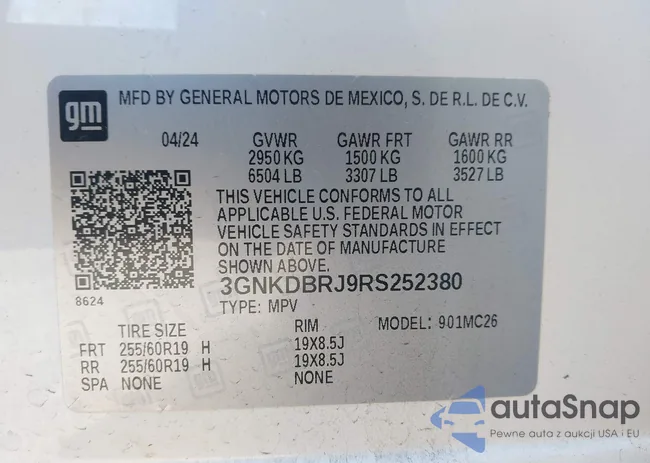 gm MFD BY GENERAL MOTORS DE MEXICO, S. DE R.L. DE C.V.
04/24 GVWR GAWR FRT GAWR RR
2950 KG 1500 KG 1600 KG
6504 LB 3307 LB 3527 LB
THIS VEHICLE CONFORMS TO ALL
APPLICABLE U.S. FEDERAL MOTOR
VEHICLE SAFETY STANDARDS IN EFFECT
ON THE DATE OF MANUFACTURE
SHOWN ABOVE.
8624
3GNKDBRJ9RS252380
TYPE: MPV
TIRE SIZE RIM MODEL: 901MC26
FRT 255/60R19 H 19X8.5J
RR 255/60R19 H 19X8.5J
SPA NONE NONE
autoSnap
Pewne auta z aukcji USA i EU